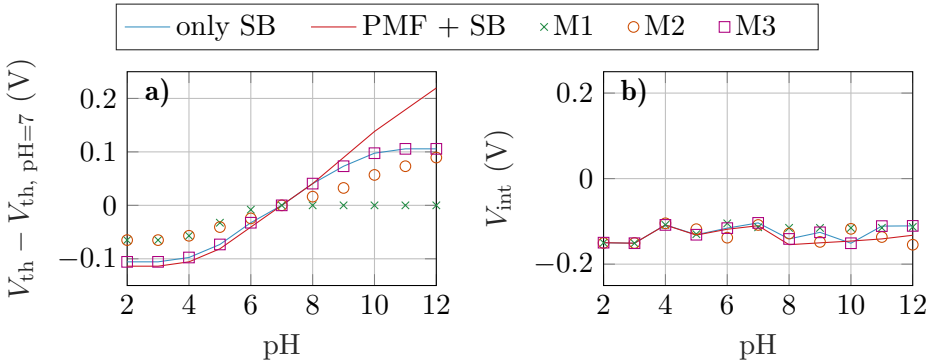 only SB PMF + SB M1 M2 M3
a)
V_th − V_th, pH=7 (V)
0.2
0.1
0
−0.1
2 4 6 8 10 12
pH
b)
V_int (V)
0.2
0
−0.2
2 4 6 8 10 12
pH